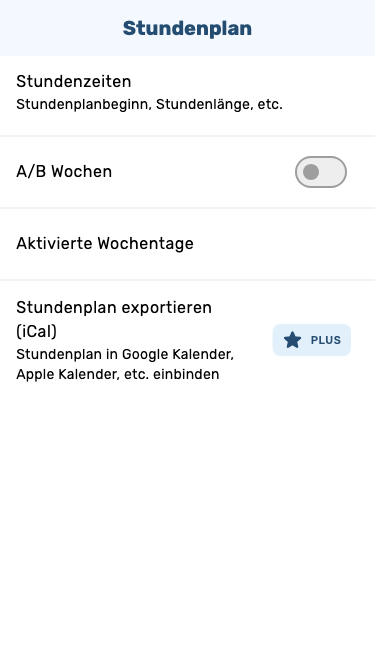 Stundenplan
Stundenzeiten
Stundenplanbeginn, Stundenlänge, etc.
A/B Wochen
Aktivierte Wochentage
Stundenplan exportieren
(iCal)
Stundenplan in Google Kalender,
Apple Kalender, etc. einbinden
PLUS